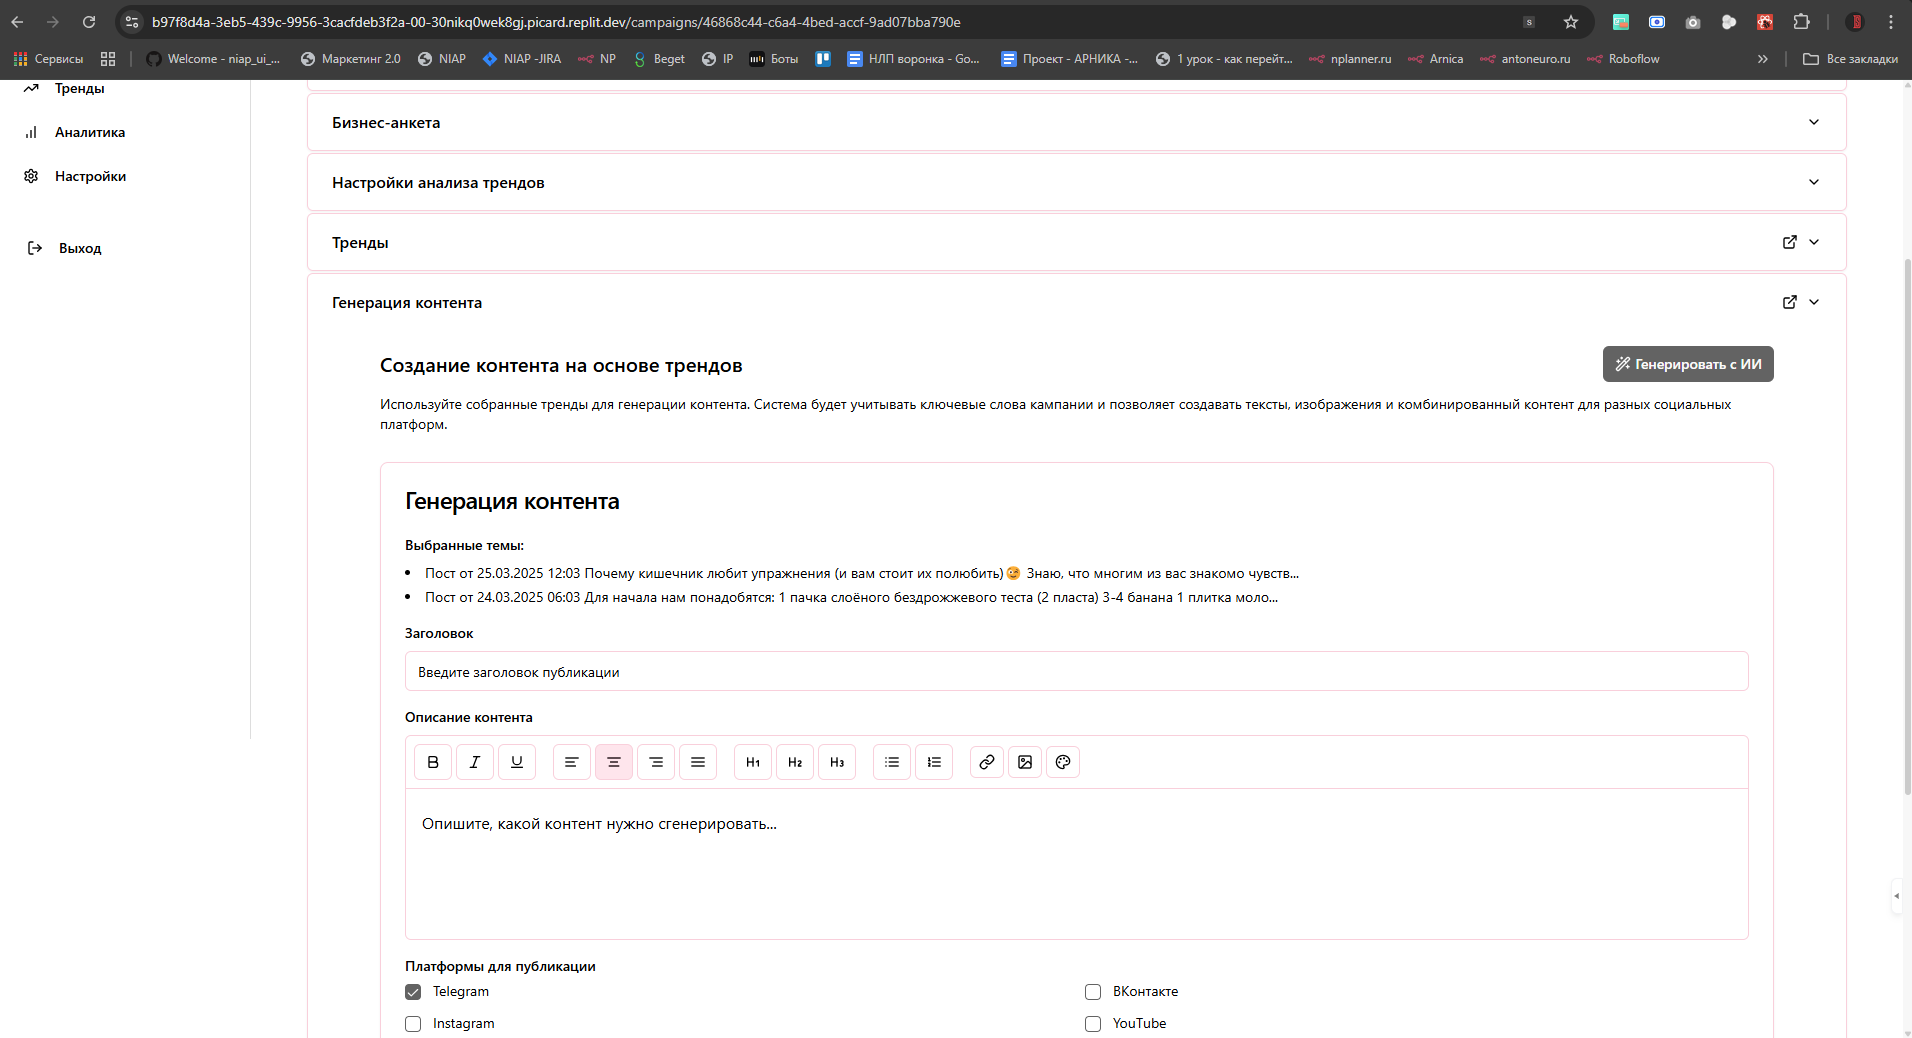 b97f8d4a-3eb5-439c-9956-3cacfdeb3f2a-00-30nikq0wek8gj.picard.replit.dev/campaigns/46868c44-c6a4-4bed-accf-9ad07bba790e
Сервисы Welcome - niap_ui_... Маркетинг 2.0 NIAP NIAP -JIRA NP Beget IP Боты НЛП воронка - Go... Проект - АРНИКА -... 1 урок - как перейт... nplanner.ru Arnica antoneuro.ru Roboflow » Все закладки
Тренды
Аналитика
Настройки
Выход
Бизнес-анкета
Настройки анализа трендов
Тренды
Генерация контента
Создание контента на основе трендов
Генерировать с ИИ
Используйте собранные тренды для генерации контента. Система будет учитывать ключевые слова кампании и позволяет создавать тексты, изображения и комбинированный контент для разных социальных
платформ.
Генерация контента
Выбранные темы:
• Пост от 25.03.2025 12:03 Почему кишечник любит упражнения (и вам стоит их полюбить)😉 Знаю, что многим из вас знакомо чувств...
• Пост от 24.03.2025 06:03 Для начала нам понадобятся: 1 пачка слоёного бездрожжевого теста (2 пласта) 3-4 банана 1 плитка моло...
Заголовок
Введите заголовок публикации
Описание контента
B I U H1 H2 H3
Опишите, какой контент нужно сгенерировать...
Платформы для публикации
Telegram ВКонтакте
Instagram YouTube